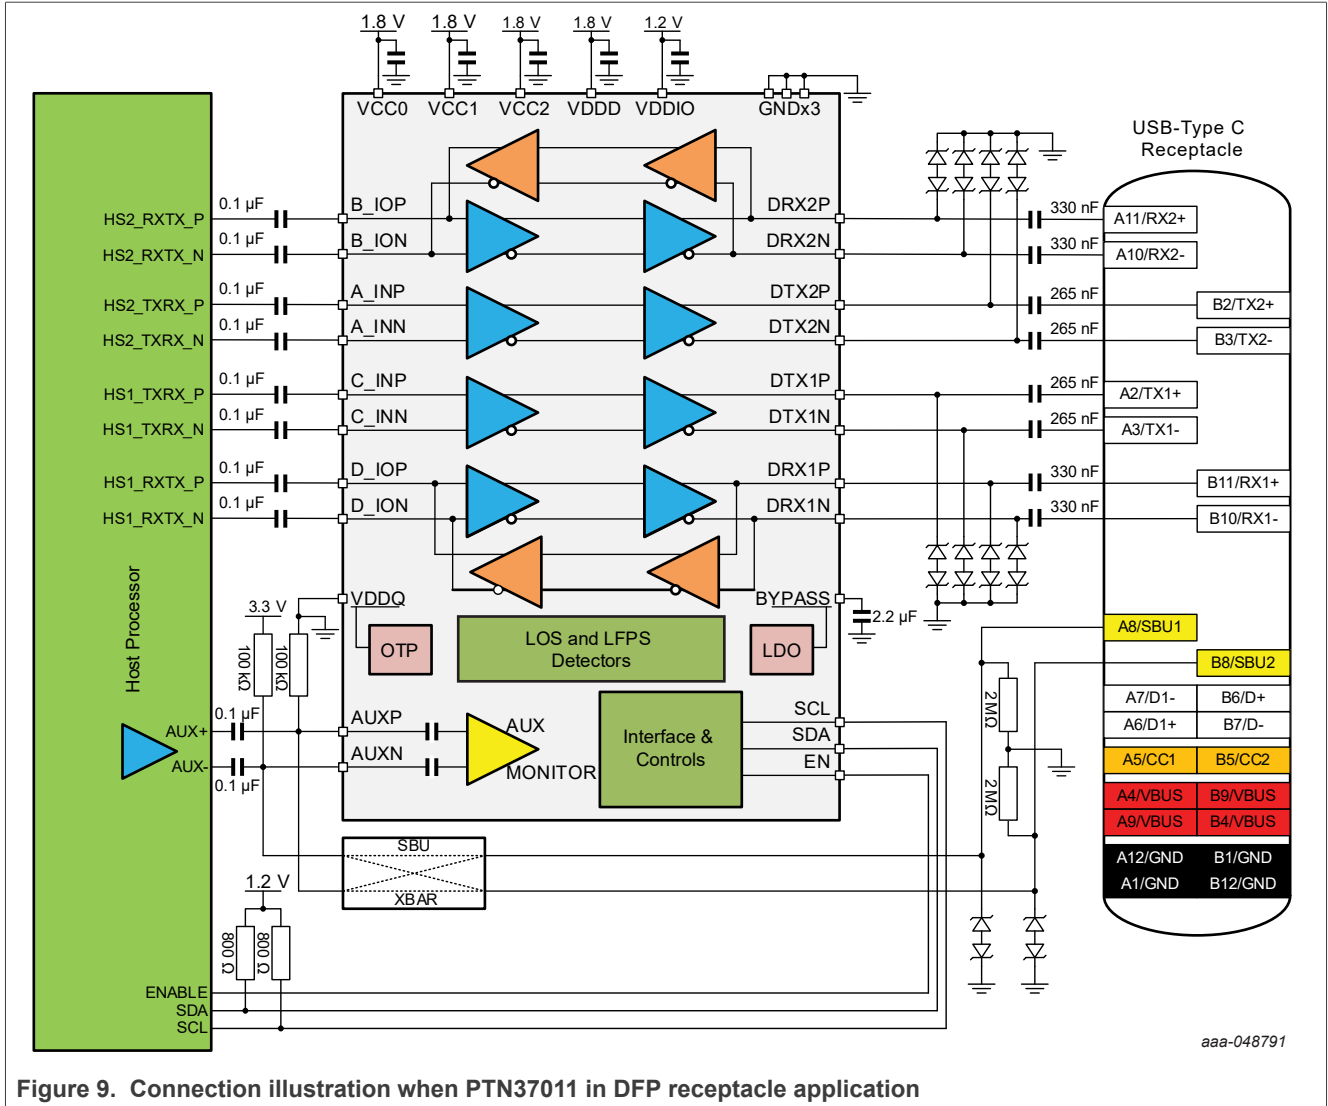 1.8 V 1.8 V 1.8 V 1.8 V 1.2 V
VCC0 VCC1 VCC2 VDDD VDDIO GNDx3
USB-Type C
Receptacle
HS2_RXTX_P 0.1 µF B_IOP DRX2P 330 nF A11/RX2+
HS2_RXTX_N 0.1 µF B_ION DRX2N 330 nF A10/RX2-
HS2_TXRX_P 0.1 µF A_INP DTX2P 265 nF B2/TX2+
HS2_TXRX_N 0.1 µF A_INN DTX2N 265 nF B3/TX2-
HS1_TXRX_P 0.1 µF C_INP DTX1P 265 nF A2/TX1+
HS1_TXRX_N 0.1 µF C_INN DTX1N 265 nF A3/TX1-
HS1_RXTX_P 0.1 µF D_IOP DRX1P 330 nF B11/RX1+
HS1_RXTX_N 0.1 µF D_ION DRX1N 330 nF B10/RX1-
Host Processor
3.3 V
100 kΩ
100 kΩ
VDDQ
OTP
LOS and LFPS
Detectors
BYPASS
2.2 µF
LDO
A8/SBU1
B8/SBU2
2MΩ
2MΩ
A7/D1- B6/D+
A6/D1+ B7/D-
A5/CC1 B5/CC2
A4/VBUS B9/VBUS
A9/VBUS B4/VBUS
A12/GND B1/GND
A1/GND B12/GND
AUX+ 0.1 µF AUXP
AUX- 0.1 µF AUXN
AUX
MONITOR
Interface &
Controls
SCL
SDA
EN
SBU
XBAR
1.2 V
800 Ω
800 Ω
ENABLE
SDA
SCL
aaa-048791
Figure 9. Connection illustration when PTN37011 in DFP receptacle application